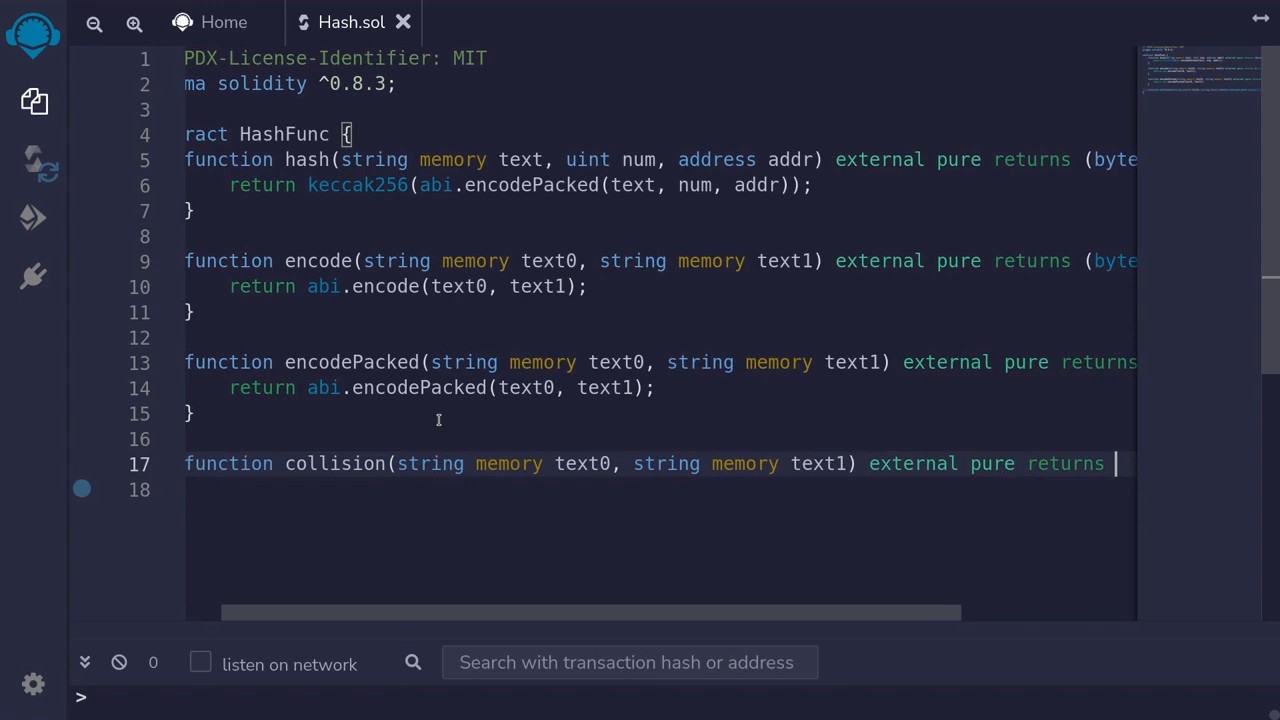 Home
Hash.sol
1 PDX-License-Identifier: MIT
2 ma solidity ^0.8.3;
3
4 ract HashFunc {
5 function hash(string memory text, uint num, address addr) external pure returns (byte
6 return keccak256(abi.encodePacked(text, num, addr));
7 }
8
9 function encode(string memory text0, string memory text1) external pure returns (byte
10 return abi.encode(text0, text1);
11 }
12
13 function encodePacked(string memory text0, string memory text1) external pure returns
14 return abi.encodePacked(text0, text1);
15 }
16
17 function collision(string memory text0, string memory text1) external pure returns
18
0 listen on network Search with transaction hash or address
>